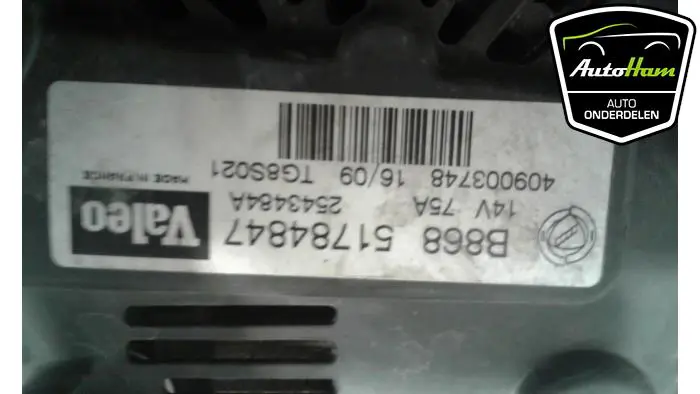 B868 51784847
14V 75A 2543484A
Valeo
409003748 16/09 TG8S021
MADE IN FRANCE
AutoHam
AUTO
ONDERDELEN